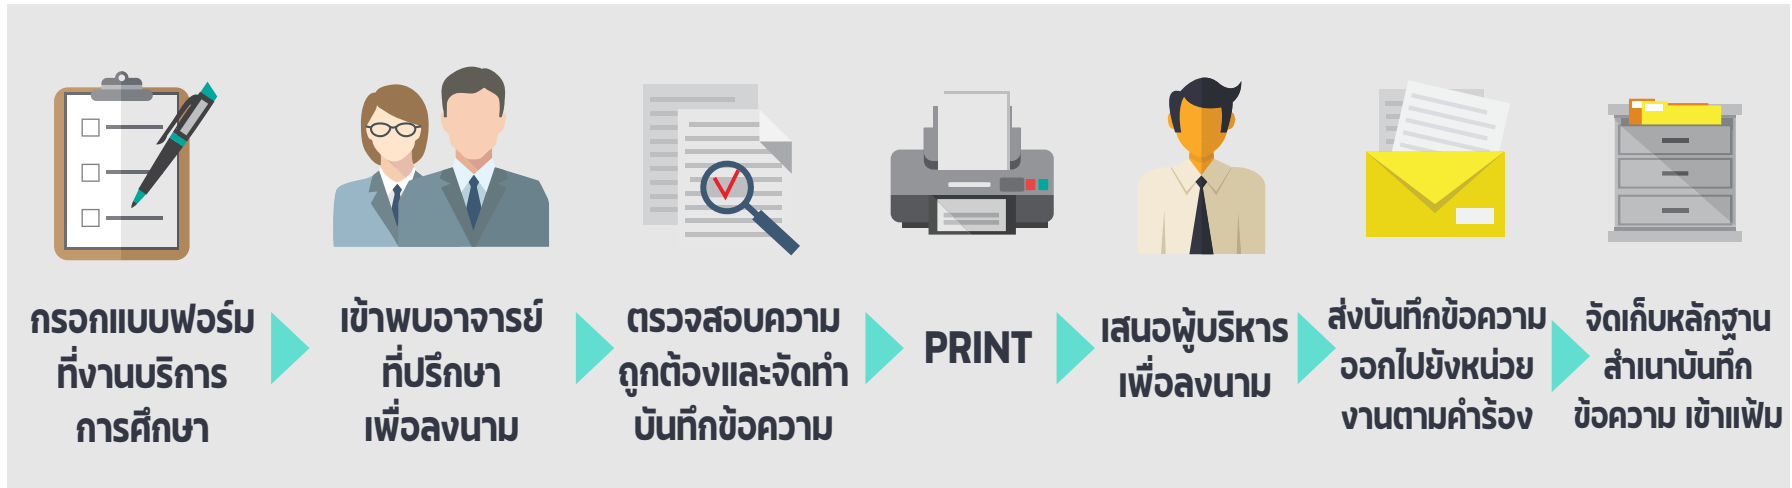 กรอกแบบฟอร์ม
ที่งานบริการ
การศึกษา
เข้าพบอาจารย์
ที่ปรึกษา
เพื่อลงนาม
ตรวจสอบความ
ถูกต้องและจัดทำ
บันทึกข้อความ
PRINT
เสนอผู้บริหาร
เพื่อลงนาม
ส่งบันทึกข้อความ
ออกไปยังหน่วย
งานตามคำร้อง
จัดเก็บหลักฐาน
สำเนาบันทึก
ข้อความ เข้าแฟ้ม